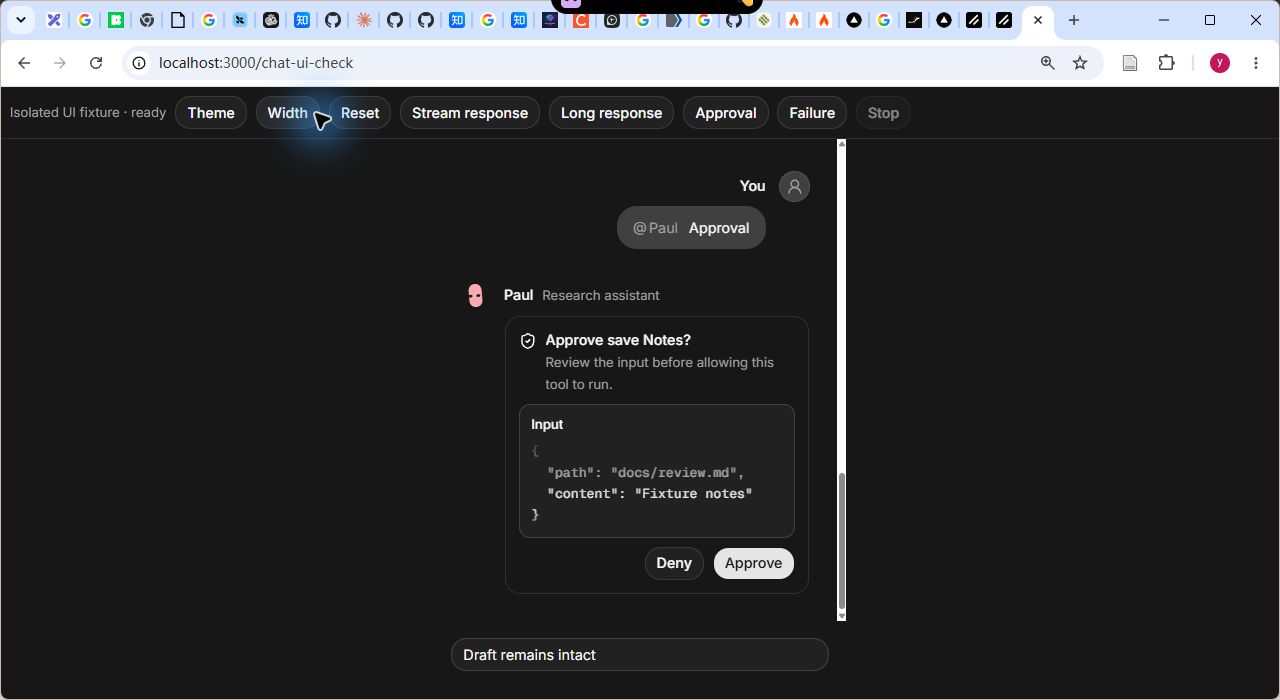 localhost:3000/chat-ui-check
y
Isolated UI fixture · ready
Theme
Width
Reset
Stream response
Long response
Approval
Failure
Stop
You
@Paul Approval
Paul Research assistant
Approve save Notes?
Review the input before allowing this
tool to run.
Input
{
"path": "docs/review.md",
"content": "Fixture notes"
}
Deny
Approve
Draft remains intact